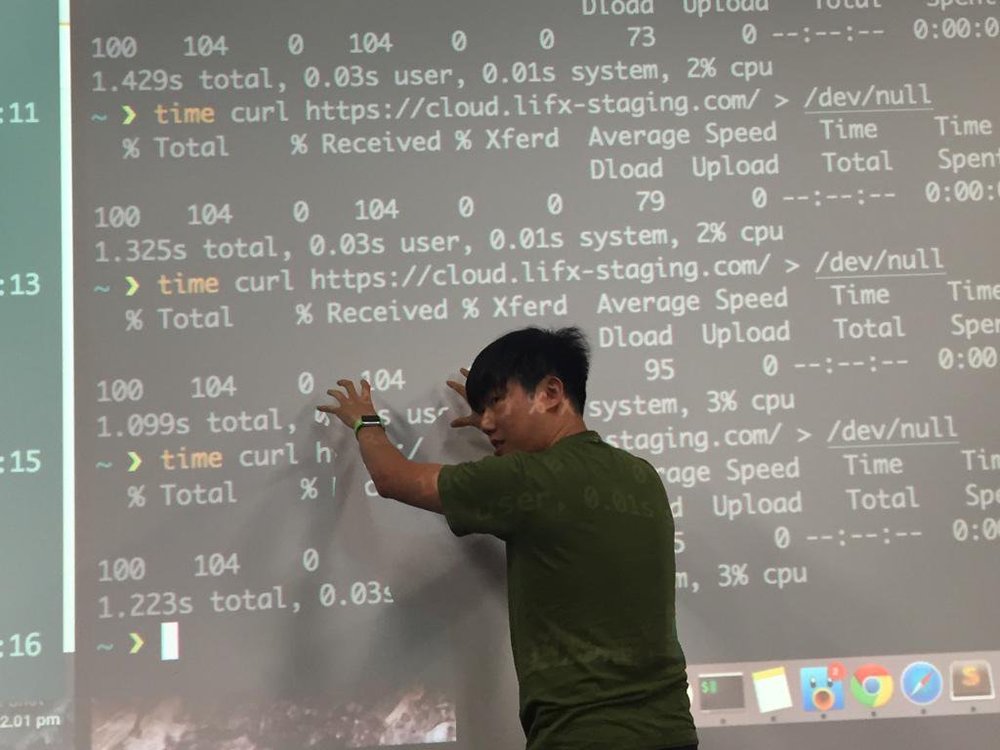 Dload Upload Total Spent
100 104 0 104 0 0 73 0 --:--:-- 0:00:0
1.429s total, 0.03s user, 0.01s system, 2% cpu
:11
~ ❯ time curl https://cloud.lifx-staging.com/ > /dev/null
% Total % Received % Xferd Average Speed Time Time
Dload Upload Total Spent
100 104 0 104 0 0 79 0 --:--:-- 0:00:
1.325s total, 0.03s user, 0.01s system, 2% cpu
:13
~ ❯ time curl https://cloud.lifx-staging.com/ > /dev/null
% Total % Received % Xferd Average Speed Time Time
Dload Upload Total Spen
100 104 0 104 95 0 --:--:-- 0:00
1.099s total, s use system, 3% cpu
:15
~ ❯ time curl h / staging.com/ > /dev/null
% Total % rage Speed Time Tim
d Upload Total Spe
100 104 0 5 0 --:--:-- 0:0
1.223s total, 0.03s m, 3% cpu
:16
~ ❯
2.01 pm
user, 0.01s
$
S